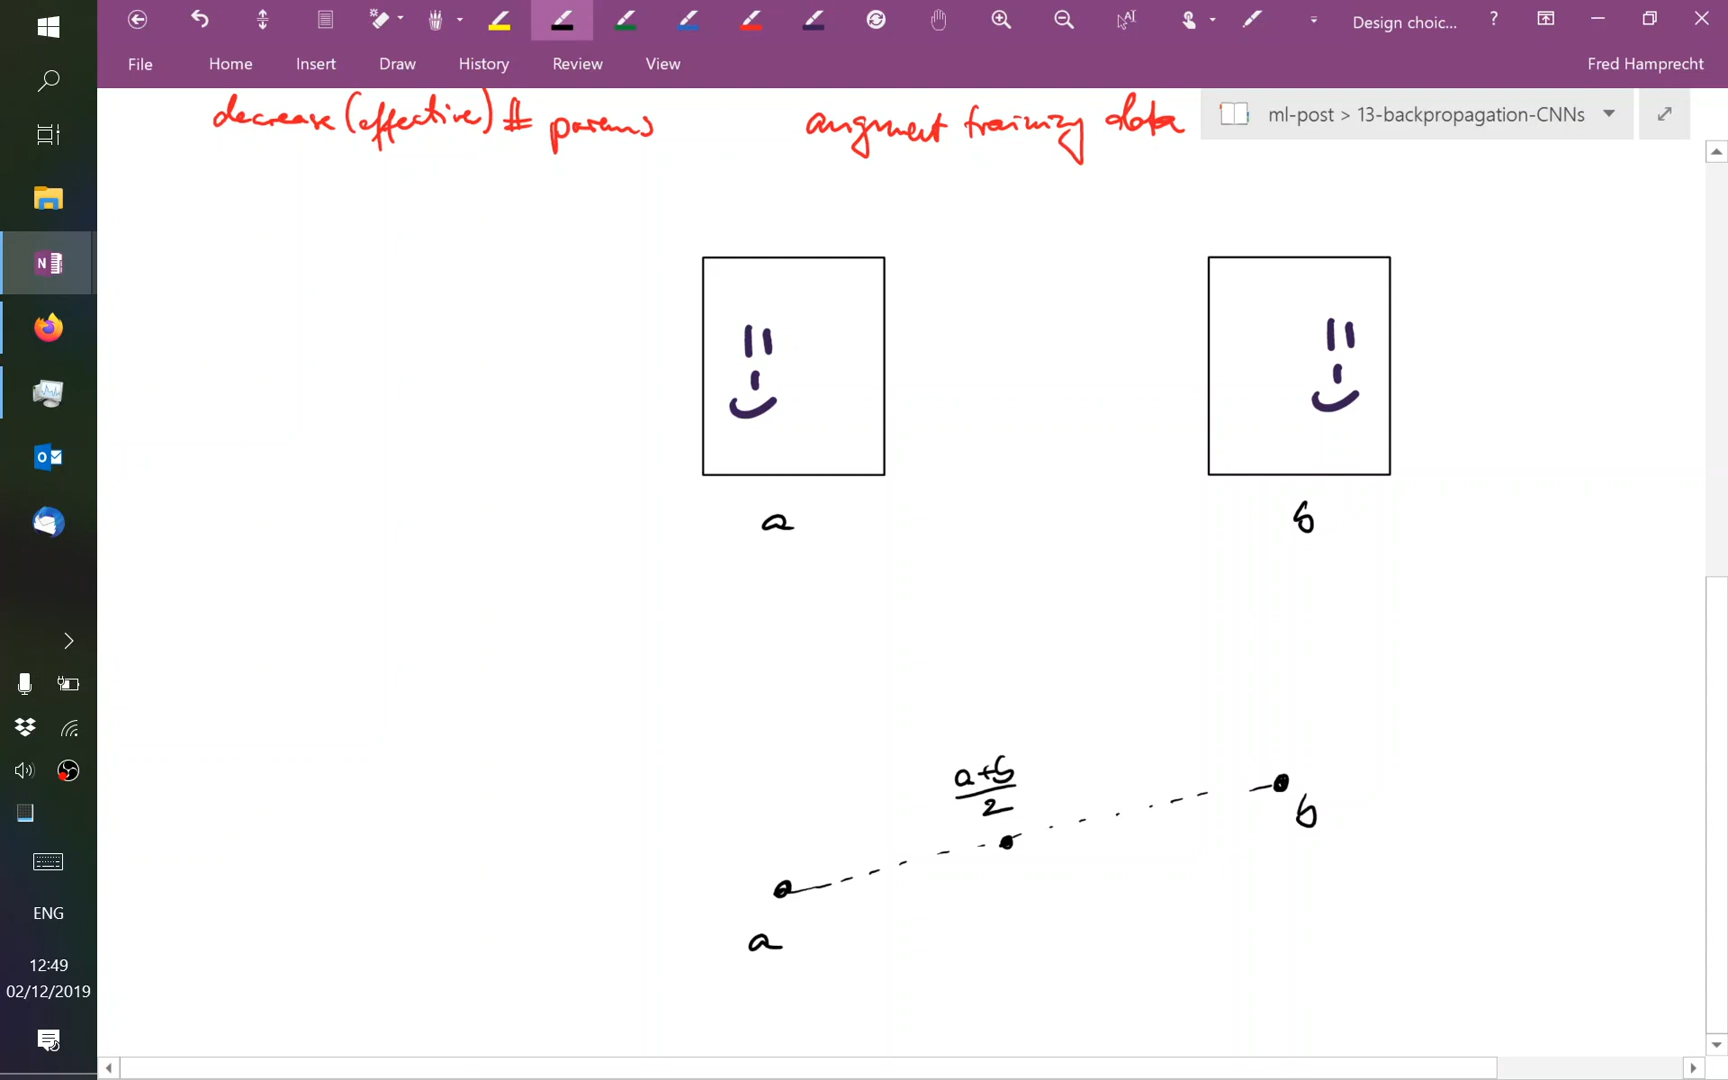 Design choic...
?
File
Home
Insert
Draw
History
Review
View
Fred Hamprecht
decrease (effective) # params
augment training data
ml-post > 13-backpropagation-CNNs
a
b
a+b
2
b
a
ENG
12:49
02/12/2019